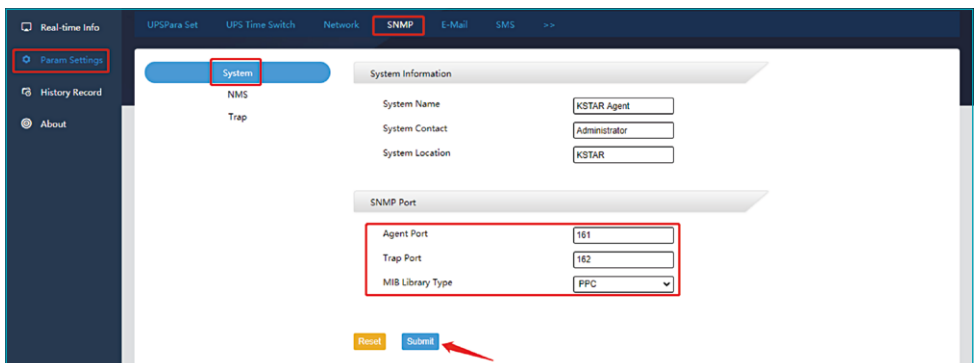 Real-time Info
UPSPara Set UPS Time Switch Network SNMP E-Mail SMS >>
Param Settings
History Record
About
System
NMS
Trap
System Information
System Name KSTAR Agent
System Contact Administrator
System Location KSTAR
SNMP Port
Agent Port 161
Trap Port 162
MIB Library Type PPC
Reset Submit